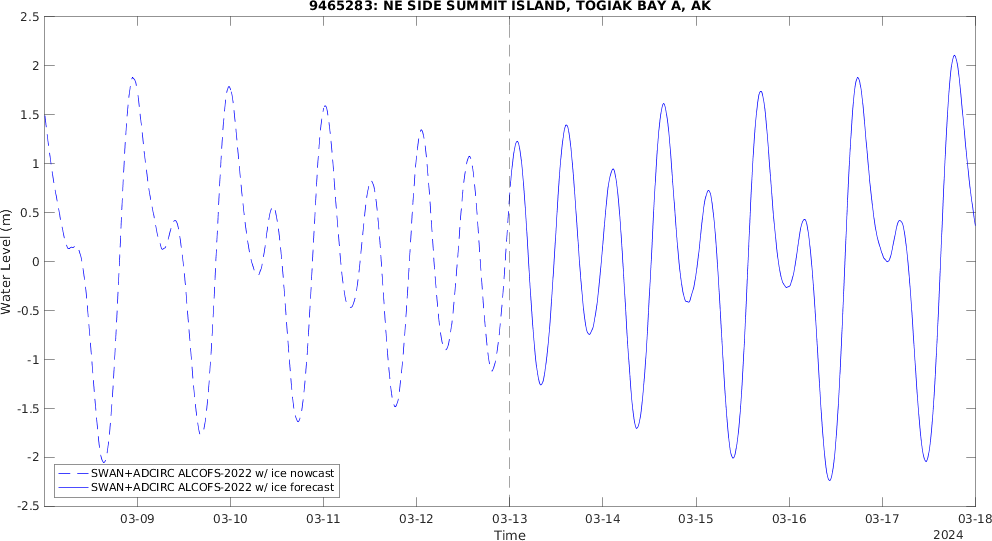 9465283: NE SIDE SUMMIT ISLAND, TOGIAK BAY A, AK
Water Level (m)
2.5
2
1.5
1
0.5
0
-0.5
-1
-1.5
-2
-2.5
SWAN+ADCIRC ALCOFS-2022 w/ ice nowcast
SWAN+ADCIRC ALCOFS-2022 w/ ice forecast
03-09 03-10 03-11 03-12 03-13 03-14 03-15 03-16 03-17 03-18
Time
2024